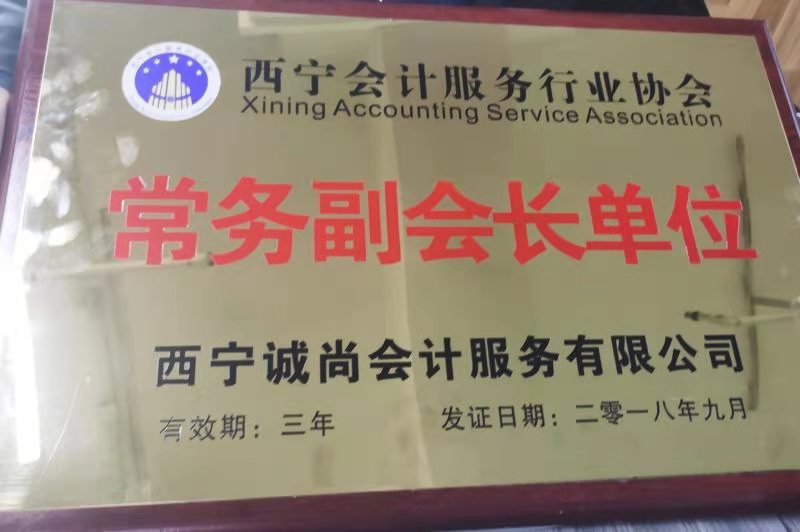 西宁会计服务行业协会
Xining Accounting Service Association
常务副会长单位
西宁诚尚会计服务有限公司
有效期：三年 发证日期：二零一八年九月